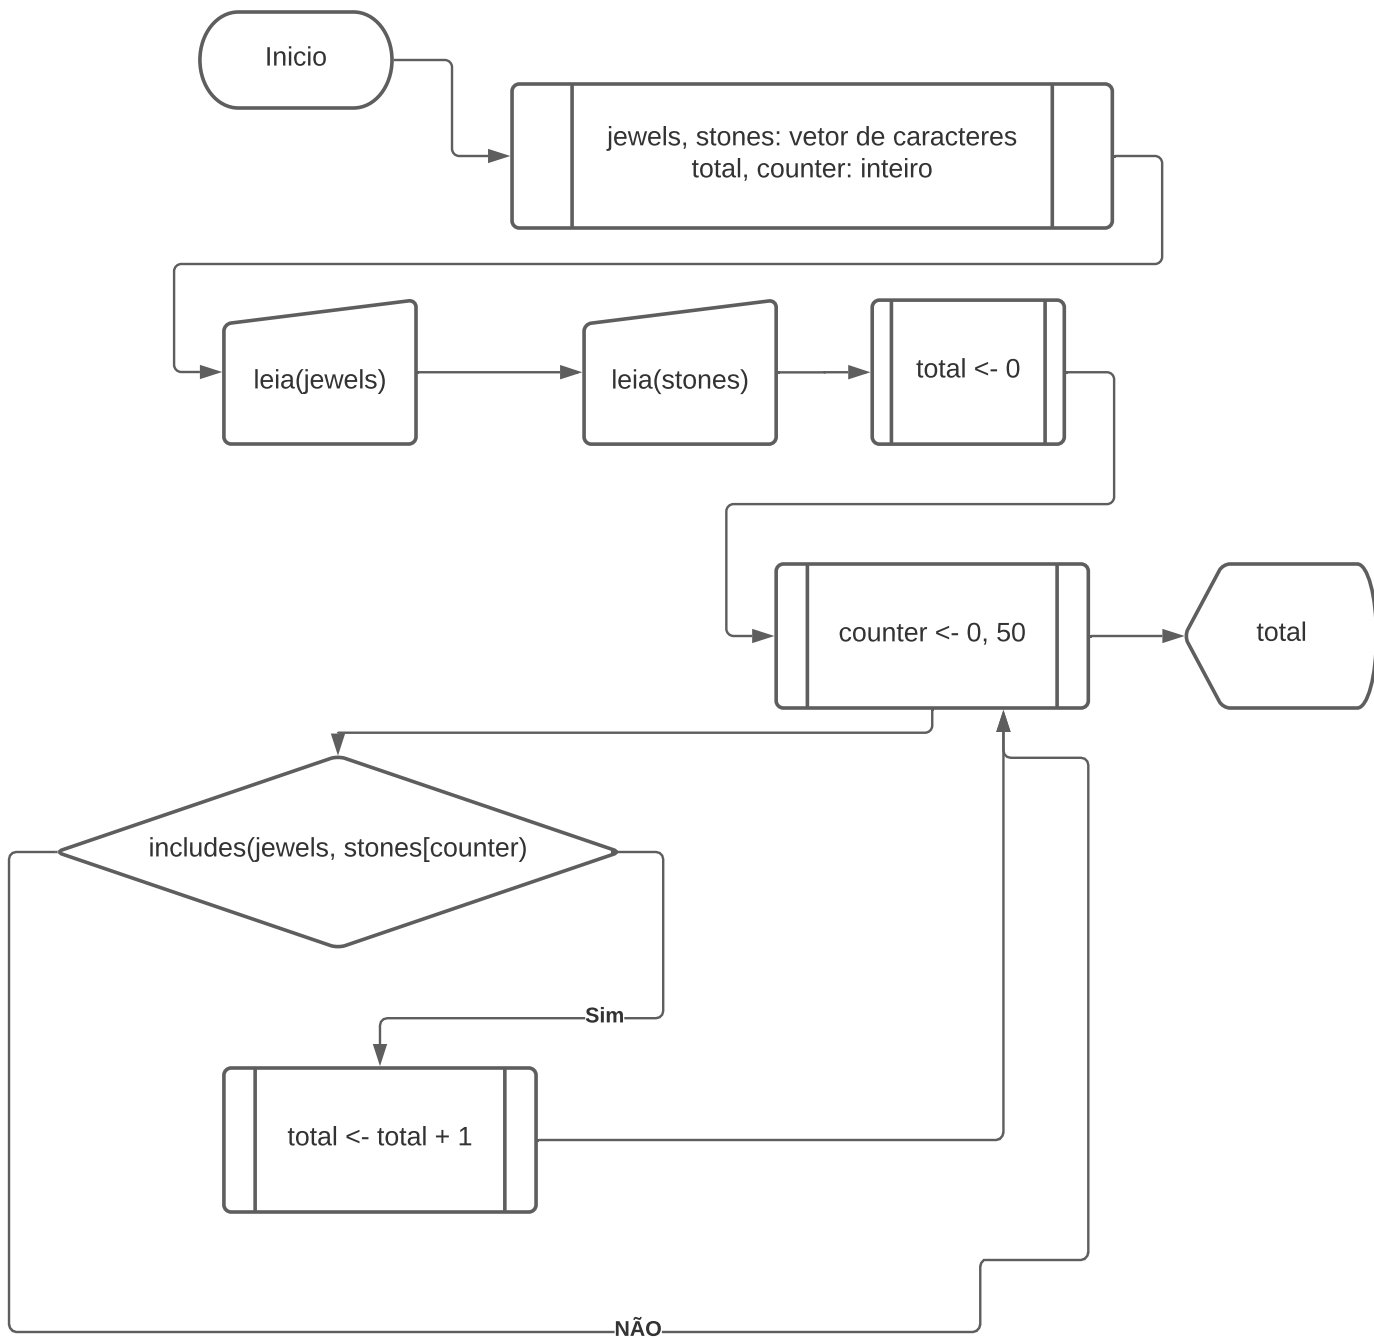 Inicio
jewels, stones: vetor de caracteres
total, counter: inteiro
leia(jewels)
leia(stones)
total <- 0
counter <- 0, 50
total
includes(jewels, stones[counter)
Sim
total <- total + 1
NÃO